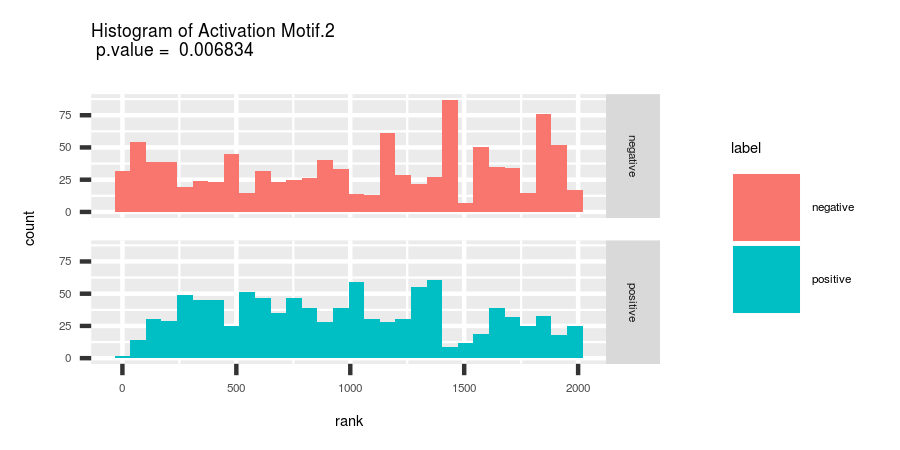 Histogram of Activation Motif.2
p.value =  0.006834
count
75
50
25
0
negative
75
50
25
0
positive
0 500 1000 1500 2000
rank
label
negative
positive